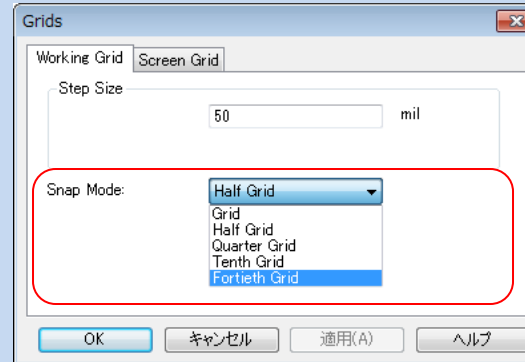 Grids
Working Grid Screen Grid
Step Size
50 mil
Snap Mode: Half Grid
Grid
Half Grid
Quarter Grid
Tenth Grid
Fortieth Grid
OK キャンセル 適用(A) ヘルプ